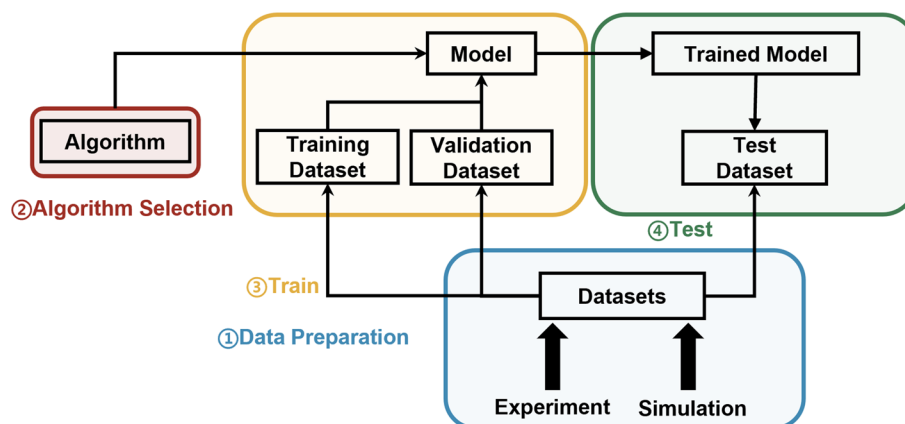 Model
Trained Model
Algorithm
Training
Dataset
Validation
Dataset
Test
Dataset
②Algorithm Selection
④Test
③Train
Datasets
①Data Preparation
Experiment
Simulation